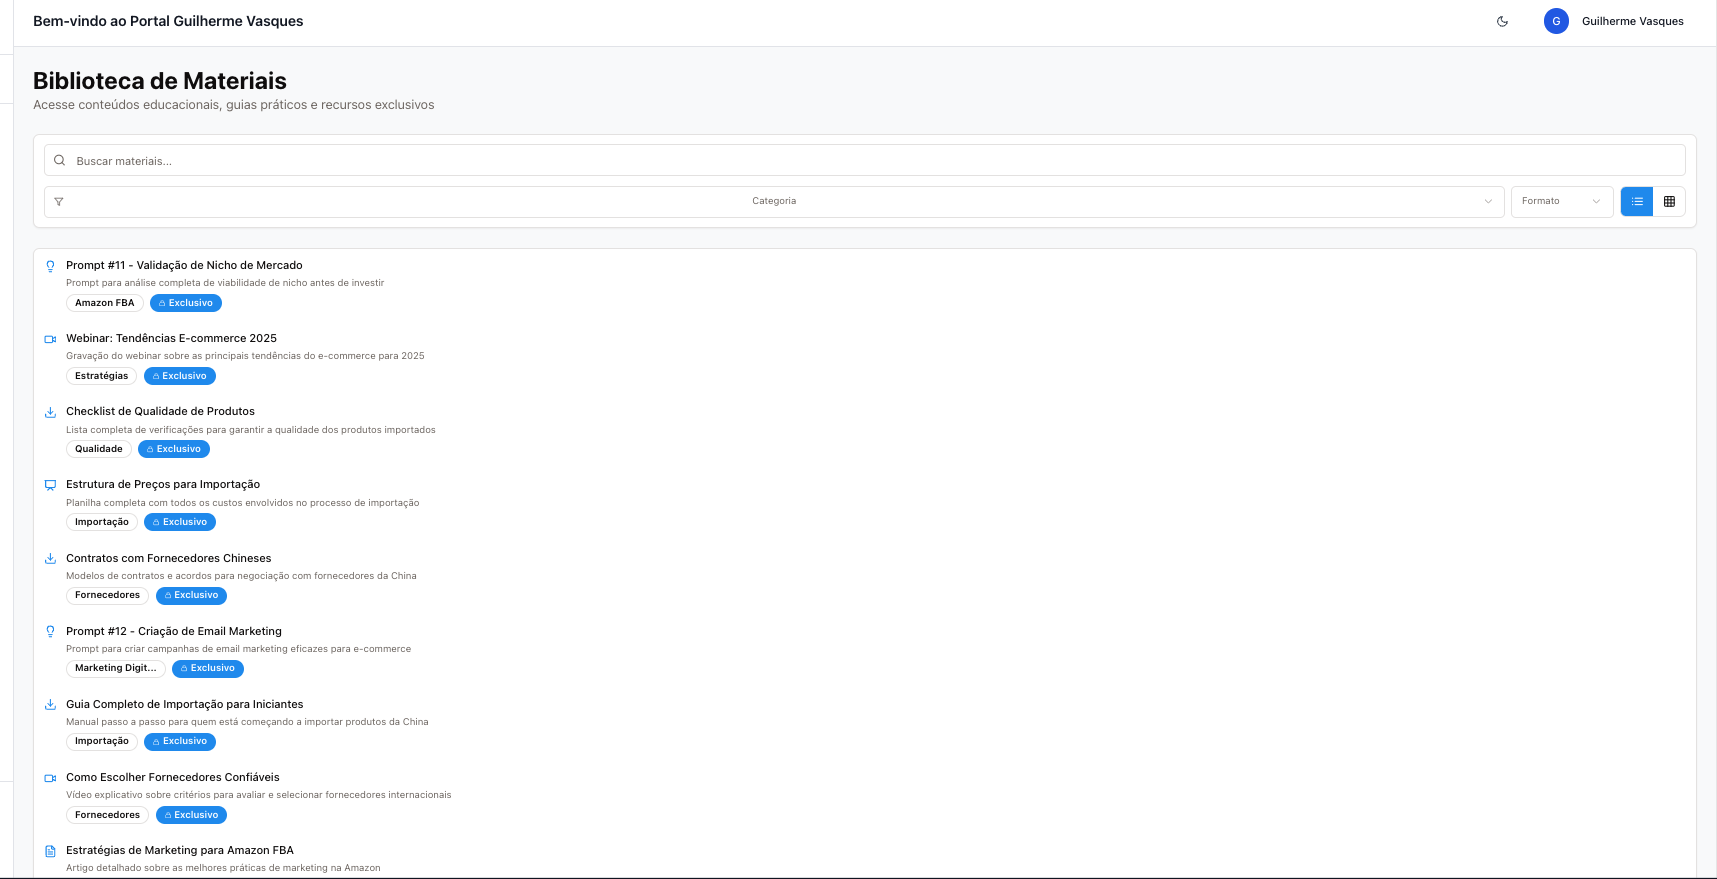 Bem-vindo ao Portal Guilherme Vasques
G Guilherme Vasques
Biblioteca de Materiais
Acesse conteúdos educacionais, guias práticos e recursos exclusivos
Buscar materiais...
Categoria
Formato
Prompt #11 - Validação de Nicho de Mercado
Prompt para análise completa de viabilidade de nicho antes de investir
Amazon FBA Exclusivo
Webinar: Tendências E-commerce 2025
Gravação do webinar sobre as principais tendências do e-commerce para 2025
Estratégias Exclusivo
Checklist de Qualidade de Produtos
Lista completa de verificações para garantir a qualidade dos produtos importados
Qualidade Exclusivo
Estrutura de Preços para Importação
Planilha completa com todos os custos envolvidos no processo de importação
Importação Exclusivo
Contratos com Fornecedores Chineses
Modelos de contratos e acordos para negociação com fornecedores da China
Fornecedores Exclusivo
Prompt #12 - Criação de Email Marketing
Prompt para criar campanhas de email marketing eficazes para e-commerce
Marketing Digit... Exclusivo
Guia Completo de Importação para Iniciantes
Manual passo a passo para quem está começando a importar produtos da China
Importação Exclusivo
Como Escolher Fornecedores Confiáveis
Vídeo explicativo sobre critérios para avaliar e selecionar fornecedores internacionais
Fornecedores Exclusivo
Estratégias de Marketing para Amazon FBA
Artigo detalhado sobre as melhores práticas de marketing na Amazon